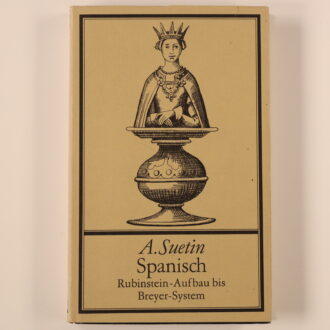 A. Suetin
Spanisch
Rubinstein-Aufbau bis
Breyer-System